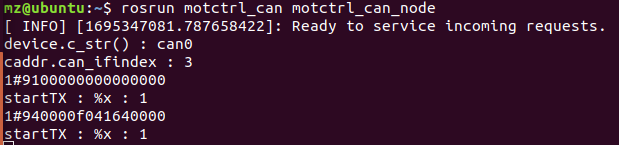 mz@ubuntu:~$ rosrun motctrl_can motctrl_can_node
[ INFO] [1695347081.787658422]: Ready to service incoming requests.
device.c_str() : can0
caddr.can_ifindex : 3
1#9100000000000000
startTX : %x : 1
1#940000f041640000
startTX : %x : 1